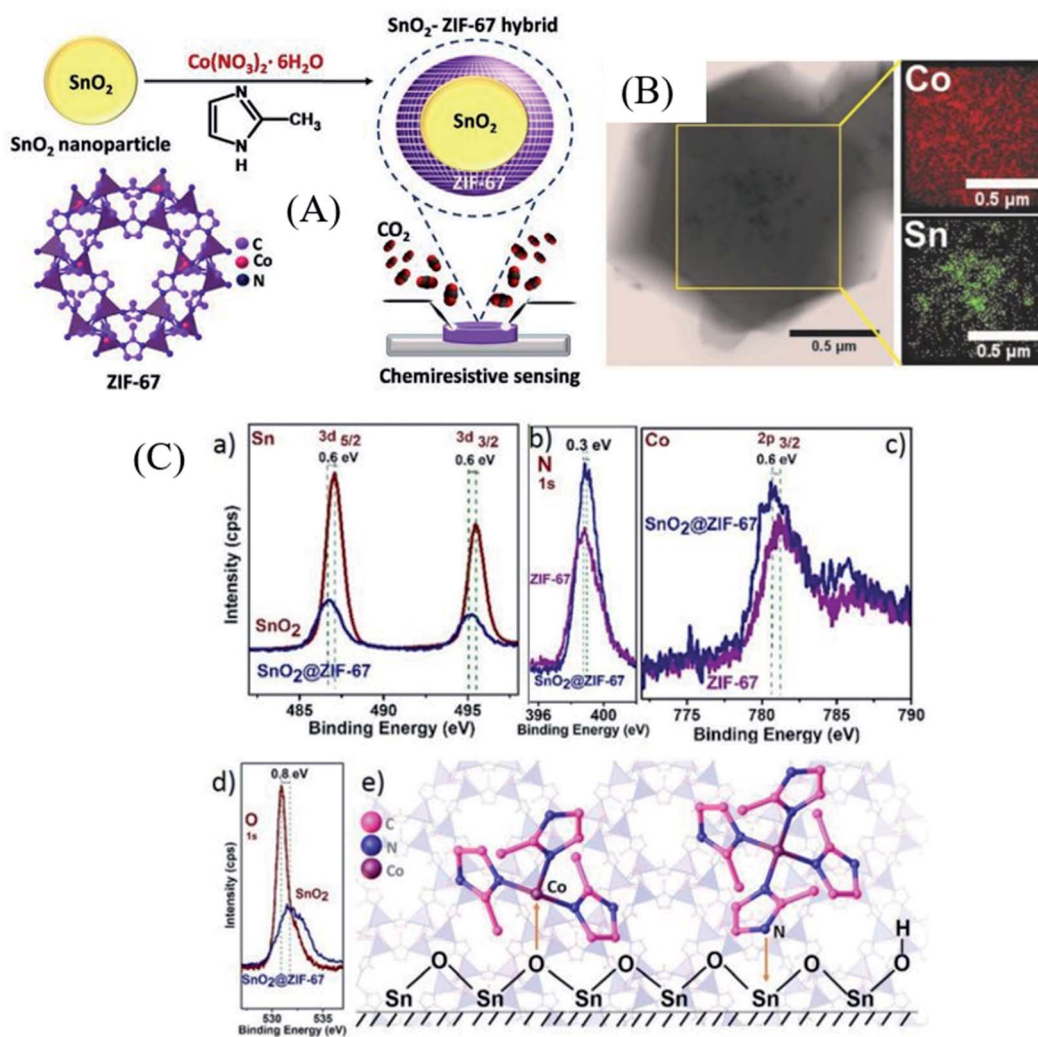 SnO2
SnO2 nanoparticle
Co(NO3)2· 6H2O
N
N
H
CH3
SnO2- ZIF-67 hybrid
SnO2
ZIF-67
(A)
C
Co
N
ZIF-67
CO2
Chemiresistive sensing
(B)
0.5 μm
Co
0.5 μm
Sn
0.5 μm
(C)
a)
Sn
3d 5/2
0.6 eV
3d 3/2
0.6 eV
SnO2
SnO2@ZIF-67
Intensity (cps)
485 490 495
Binding Energy (eV)
b)
0.3 eV
N
1s
ZIF-67
SnO2@ZIF-67
396 400
Binding Energy (eV)
Co
2p 3/2
0.6 eV
c)
SnO2@ZIF-67
ZIF-67
775 780 785 790
Binding Energy (eV)
d)
0.8 eV
O
1s
SnO2
SnO2@ZIF-67
Intensity (cps)
530 535
Binding Energy (eV)
e)
C
N
Co
Co
N
H
O O O O O O
Sn Sn Sn Sn Sn Sn